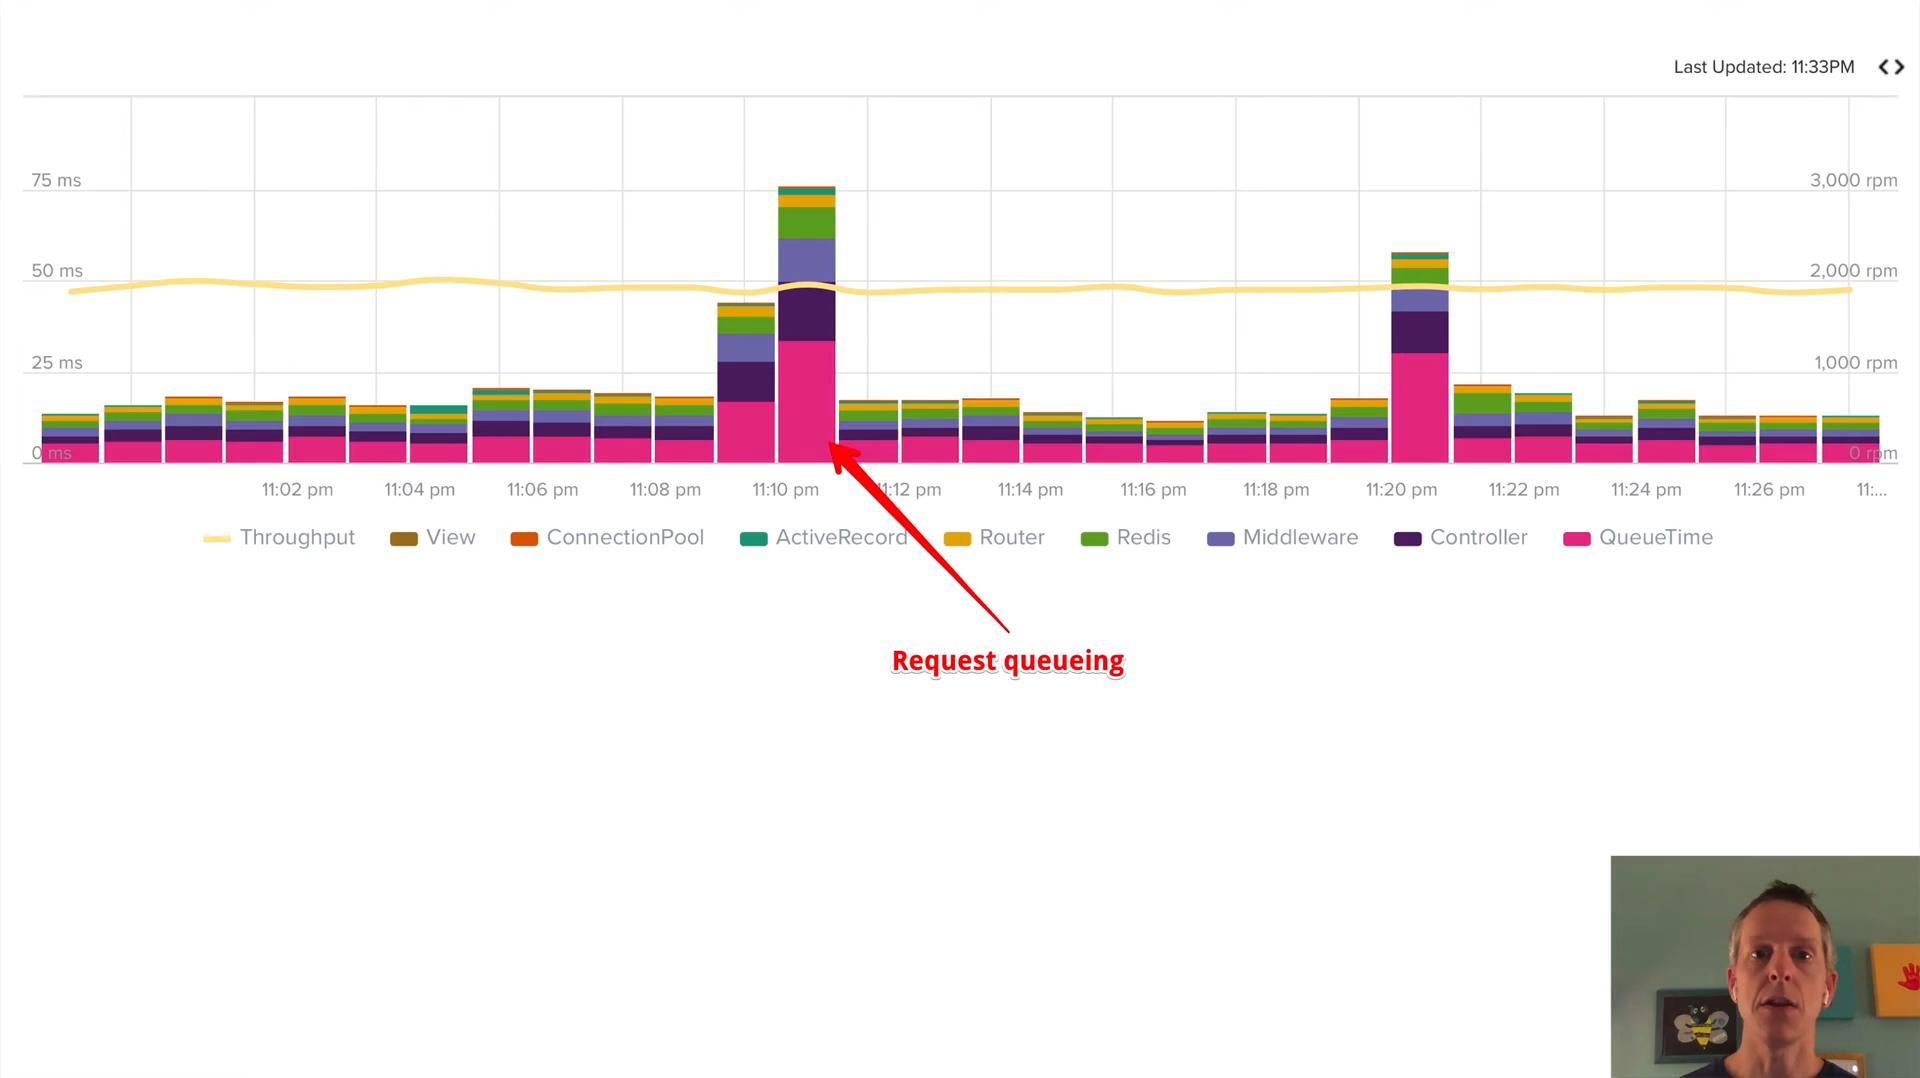 Last Updated: 11:33PM
75 ms
3,000 rpm
50 ms
2,000 rpm
25 ms
1,000 rpm
0 ms
0 rpm
11:02 pm
11:04 pm
11:06 pm
11:08 pm
11:10 pm
11:12 pm
11:14 pm
11:16 pm
11:18 pm
11:20 pm
11:22 pm
11:24 pm
11:26 pm
11:...
Throughput
View
ConnectionPool
ActiveRecord
Router
Redis
Middleware
Controller
QueueTime
Request queueing